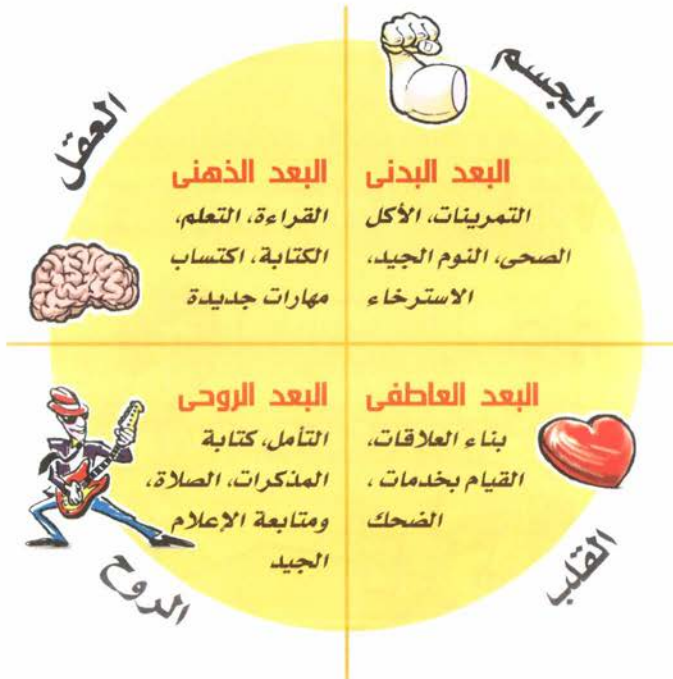 الجسم
البعد البدنى
التمرينات، الأكل
الصحى، النوم الجيد،
الاسترخاء
العقل
البعد الذهنى
القراءة، التعلم،
الكتابة، اكتساب
مهارات جديدة
البعد العاطفى
بناء العلاقات،
القيام بخدمات،
الضحك
القلب
البعد الروحى
التأمل، كتابة
المذكرات، الصلاة،
ومتابعة الإعلام
الجيد
الروح